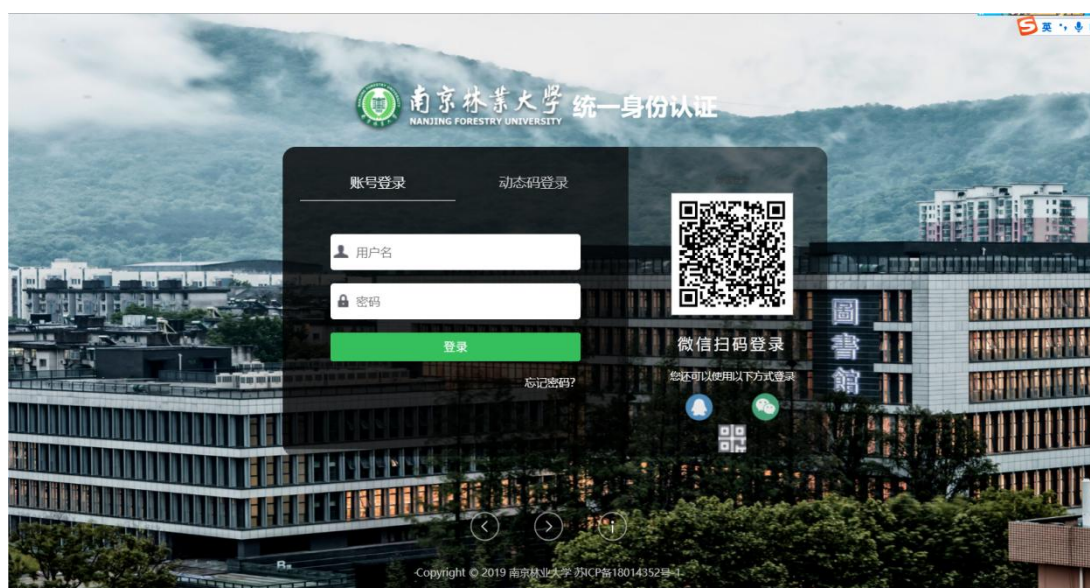 英
南京林业大学 统一身份认证
NANJING FORESTRY UNIVERSITY
账号登录
动态码登录
用户名
密码
登录
忘记密码?
微信扫码登录
您还可以使用以下方式登录
圖書館
Copyright © 2019 南京林业大学 苏ICP备18014352号-1